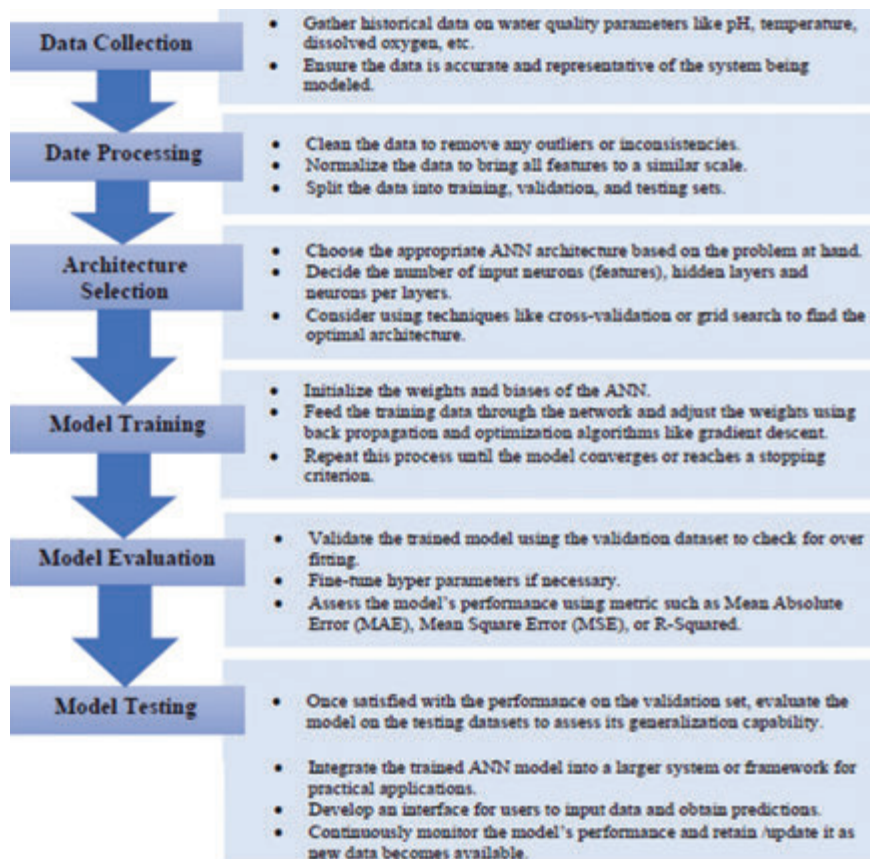 Data Collection
• Gather historical data on water quality parameters like pH, temperature,
dissolved oxygen, etc.
• Ensure the data is accurate and representative of the system being
modeled.
Date Processing
• Clean the data to remove any outliers or inconsistencies.
• Normalize the data to bring all features to a similar scale.
• Split the data into training, validation, and testing sets.
Architecture
Selection
• Choose the appropriate ANN architecture based on the problem at hand.
• Decide the number of input neurons (features), hidden layers and
neurons per layers.
• Consider using techniques like cross-validation or grid search to find the
optimal architecture.
Model Training
• Initialize the weights and biases of the ANN.
• Feed the training data through the network and adjust the weights using
back propagation and optimization algorithms like gradient descent.
• Repeat this process until the model converges or reaches a stopping
criterion.
Model Evaluation
• Validate the trained model using the validation dataset to check for over
fitting.
• Fine-tune hyper parameters if necessary.
• Assess the model's performance using metric such as Mean Absolute
Error (MAE), Mean Square Error (MSE), or R-Squared.
Model Testing
• Once satisfied with the performance on the validation set, evaluate the
model on the testing datasets to assess its generalization capability.
• Integrate the trained ANN model into a larger system or framework for
practical applications.
• Develop an interface for users to input data and obtain predictions.
• Continuously monitor the model's performance and retain /update it as
new data becomes available.